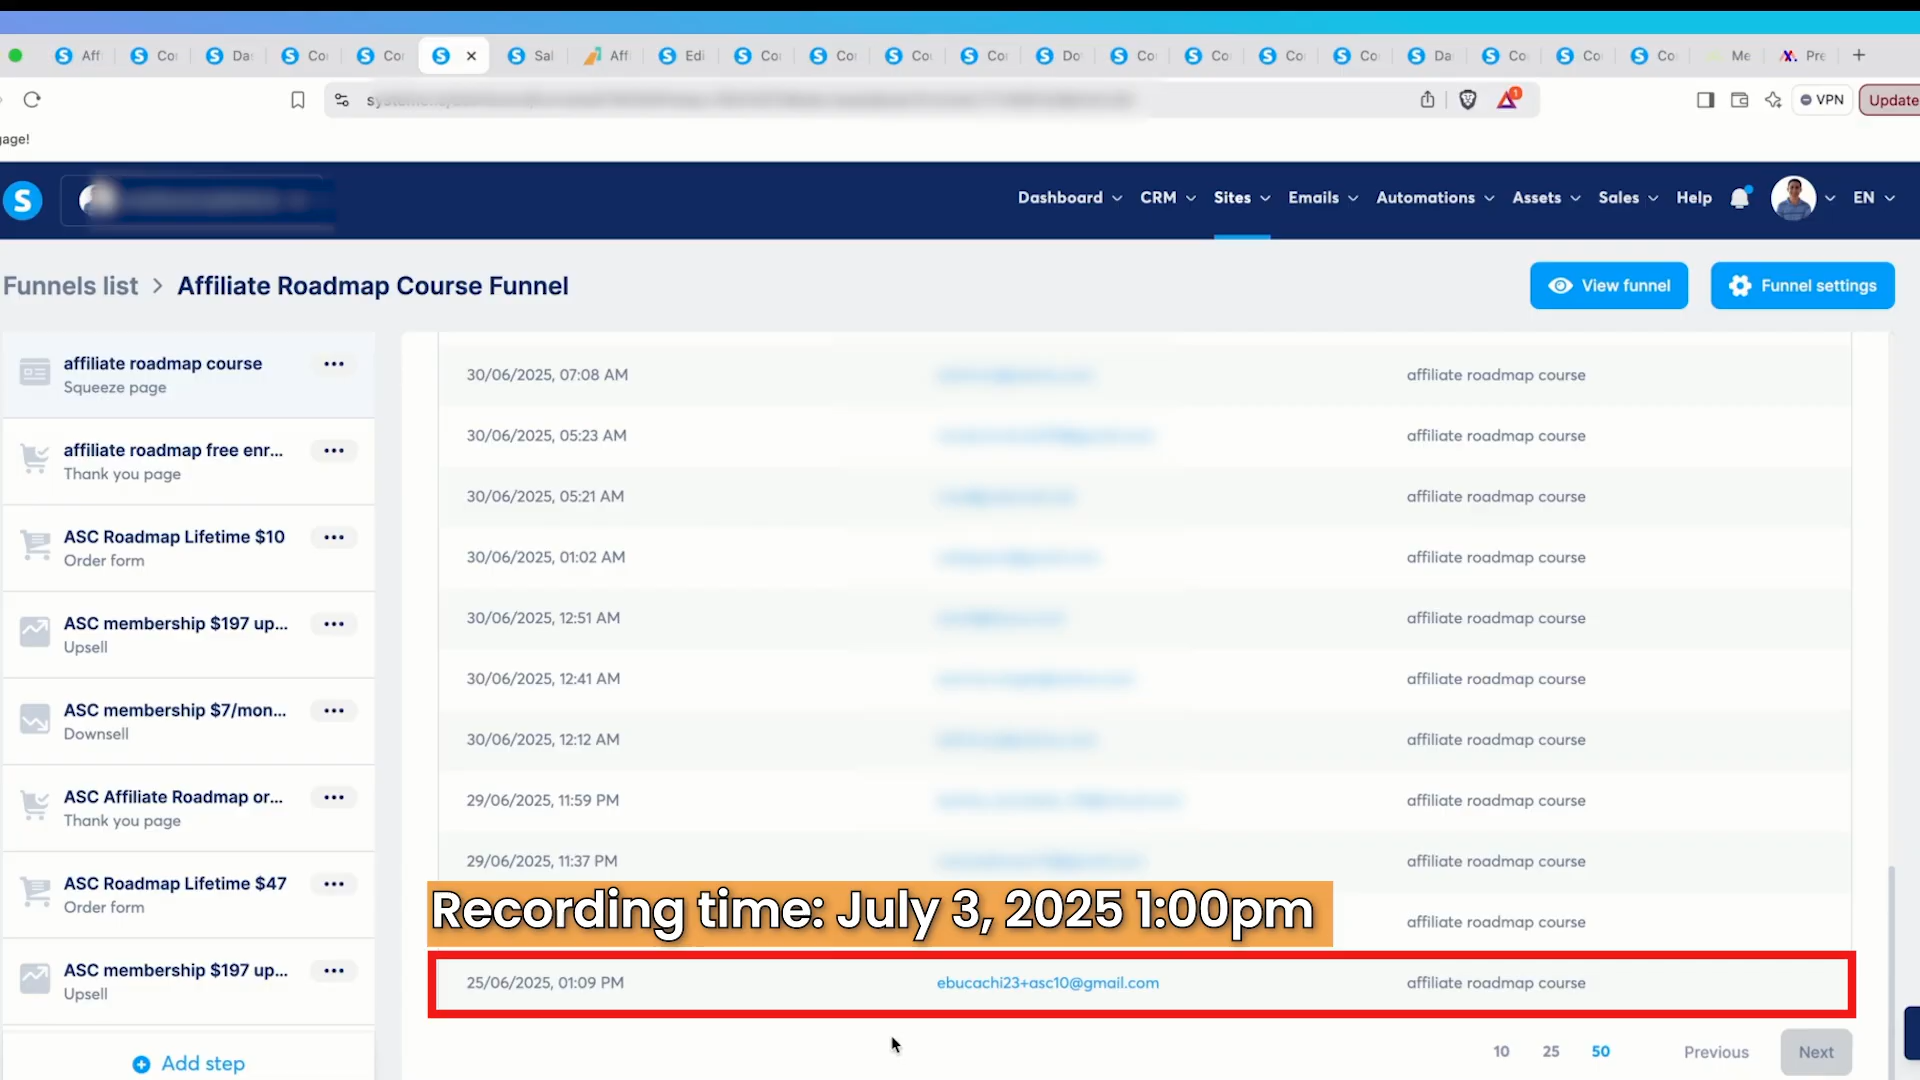 Aff Co Da Co Co Sal Aff Edi Co Co Co Co Do Co Co Co Co Da Co Co Co Me Pre
VPN Update
age!
Dashboard CRM Sites Emails Automations Assets Sales Help EN
Funnels list > Affiliate Roadmap Course Funnel
View funnel
Funnel settings
affiliate roadmap course
Squeeze page
affiliate roadmap free enr...
Thank you page
ASC Roadmap Lifetime $10
Order form
ASC membership $197 up...
Upsell
ASC membership $7/mon...
Downsell
ASC Affiliate Roadmap or...
Thank you page
ASC Roadmap Lifetime $47
Order form
ASC membership $197 up...
Upsell
Add step
30/06/2025, 07:08 AM affiliate roadmap course
30/06/2025, 05:23 AM affiliate roadmap course
30/06/2025, 05:21 AM affiliate roadmap course
30/06/2025, 01:02 AM affiliate roadmap course
30/06/2025, 12:51 AM affiliate roadmap course
30/06/2025, 12:41 AM affiliate roadmap course
30/06/2025, 12:12 AM affiliate roadmap course
29/06/2025, 11:59 PM affiliate roadmap course
29/06/2025, 11:37 PM affiliate roadmap course
Recording time: July 3, 2025 1:00pm
affiliate roadmap course
25/06/2025, 01:09 PM ebucachi23+asc10@gmail.com affiliate roadmap course
10 25 50 Previous Next